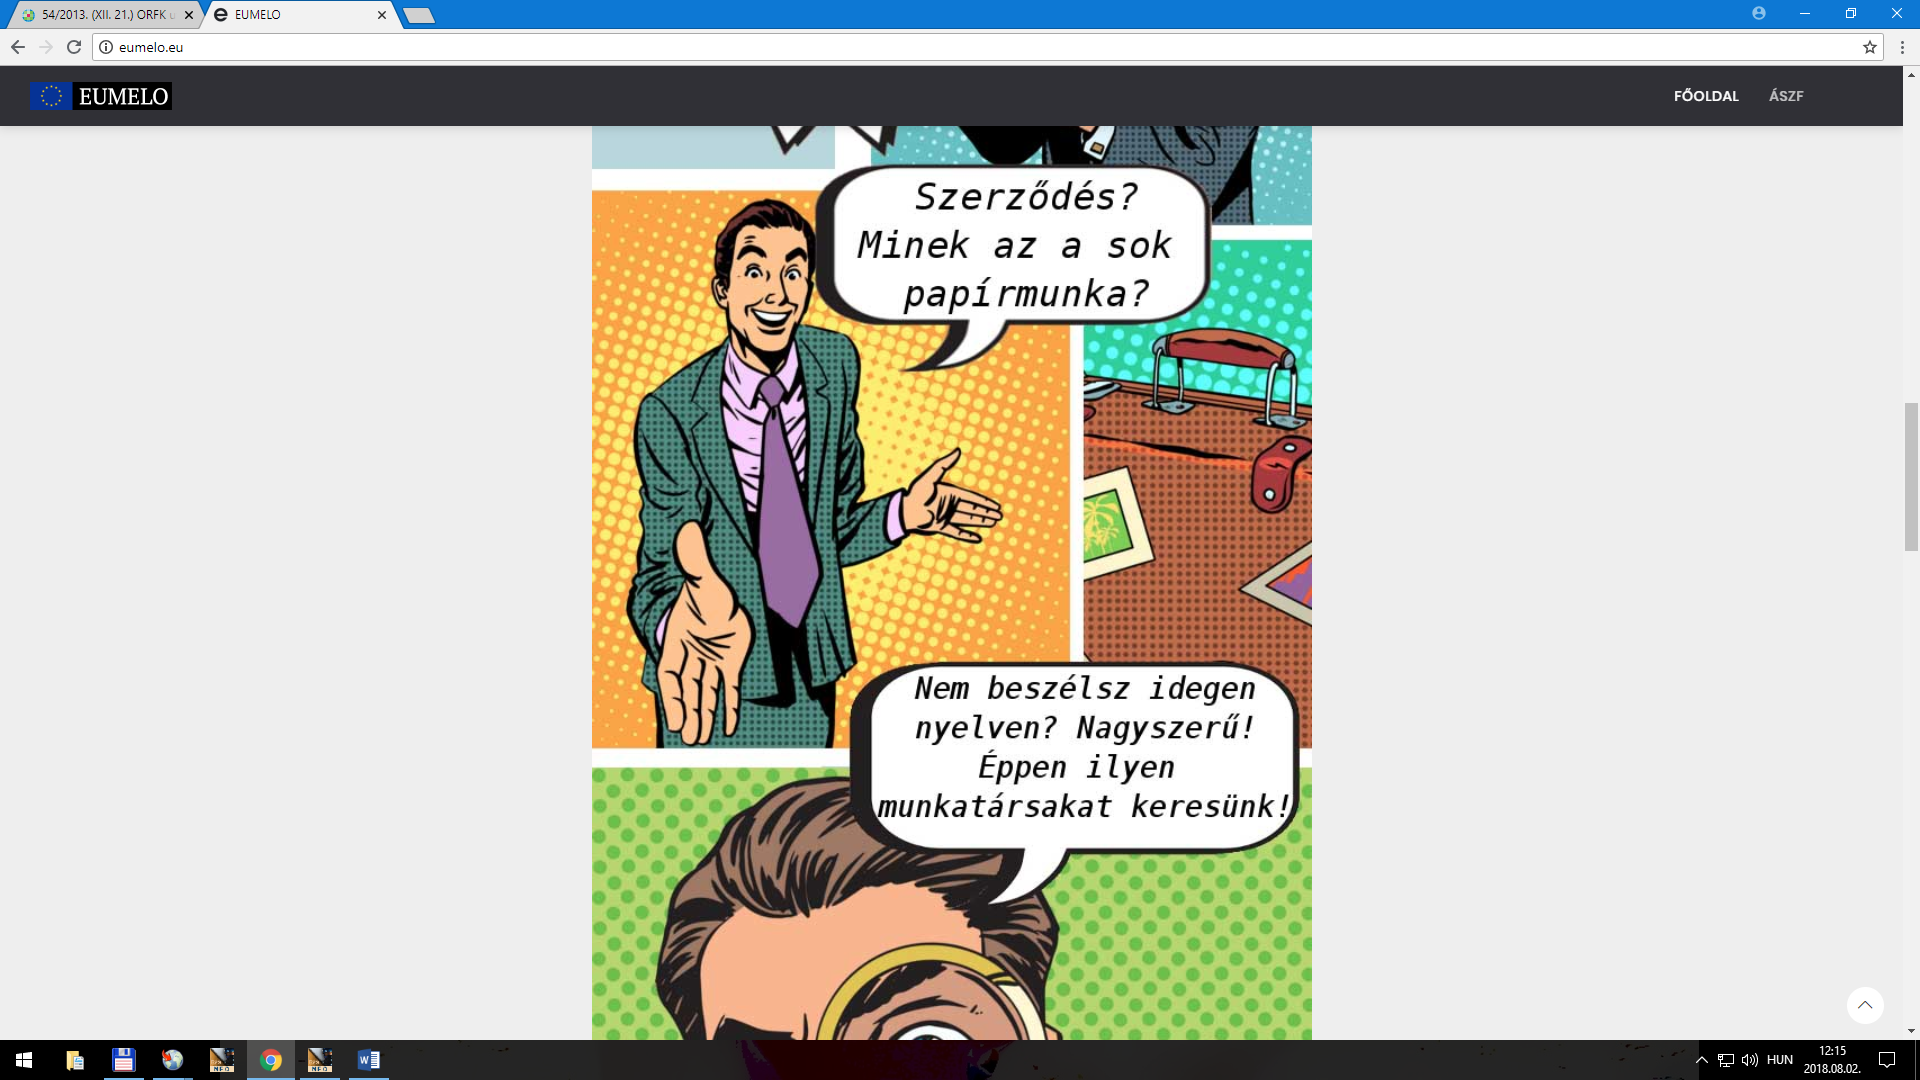 54/2013. (XII. 21.) ORFK u
EUMELO
eumelo.eu
EUMELO
FŐOLDAL
ÁSZF
Szerződés?
Minek az a sok
papírmunka?
Nem beszélsz idegen
nyelven? Nagyszerű!
Éppen ilyen
munkatársakat keresünk!
HUN
12:15
2018.08.02.